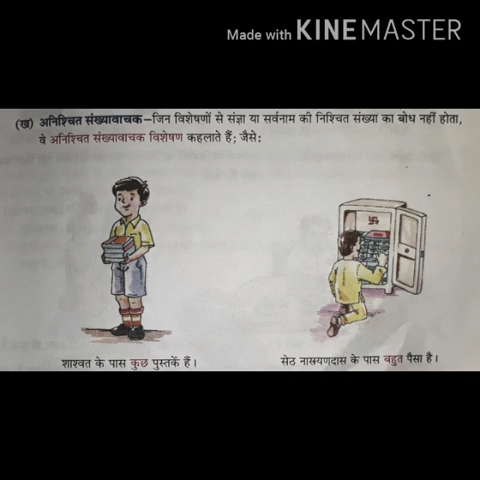 Made with KINEMASTER
(ख) अनिश्चित संख्यावाचक–जिन विशेषणों से संज्ञा या सर्वनाम की निश्चित संख्या का बोध नहीं होता,
वे अनिश्चित संख्यावाचक विशेषण कहलाते हैं; जैसे:
शाश्वत के पास कुछ पुस्तकें हैं।
सेठ नारायणदास के पास बहुत पैसा है।